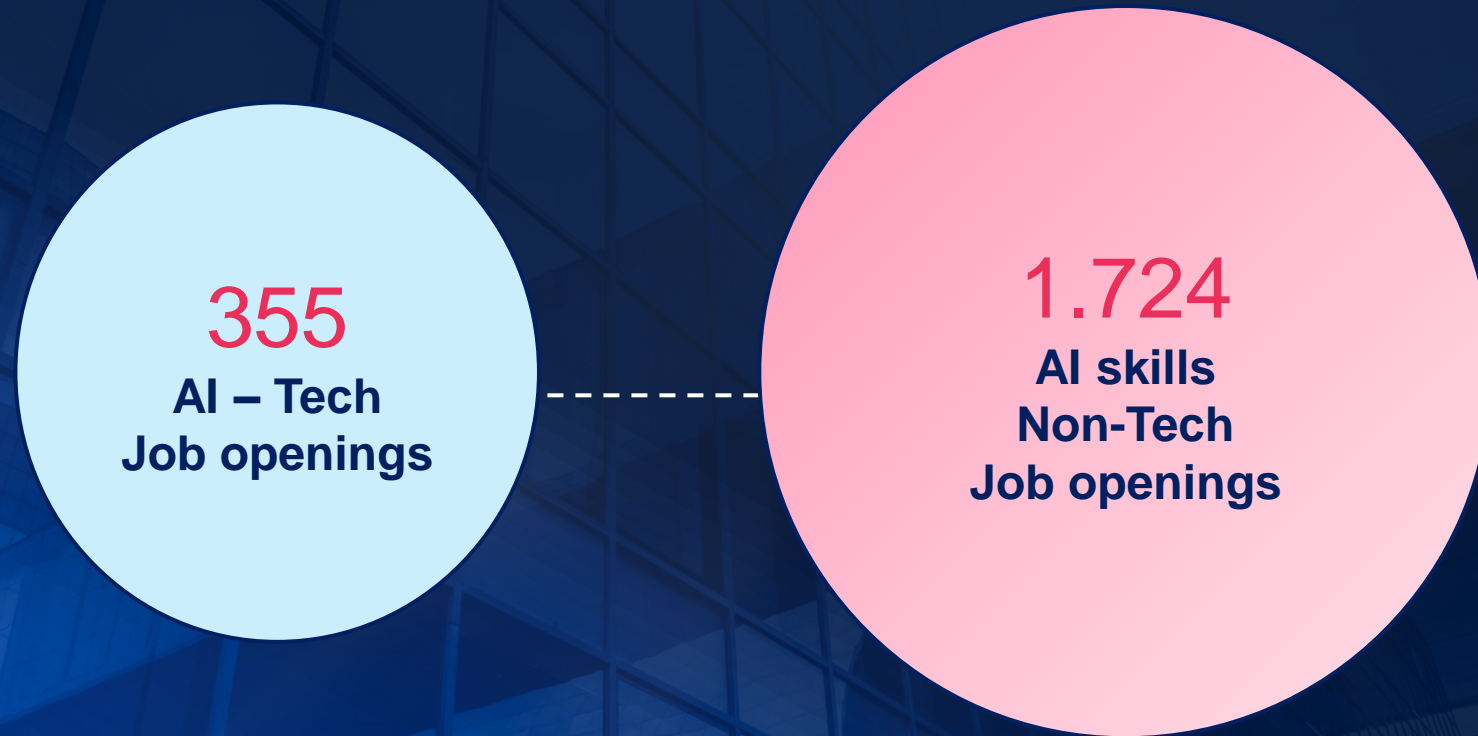 355
AI – Tech
Job openings
1.724
AI skills
Non-Tech
Job openings